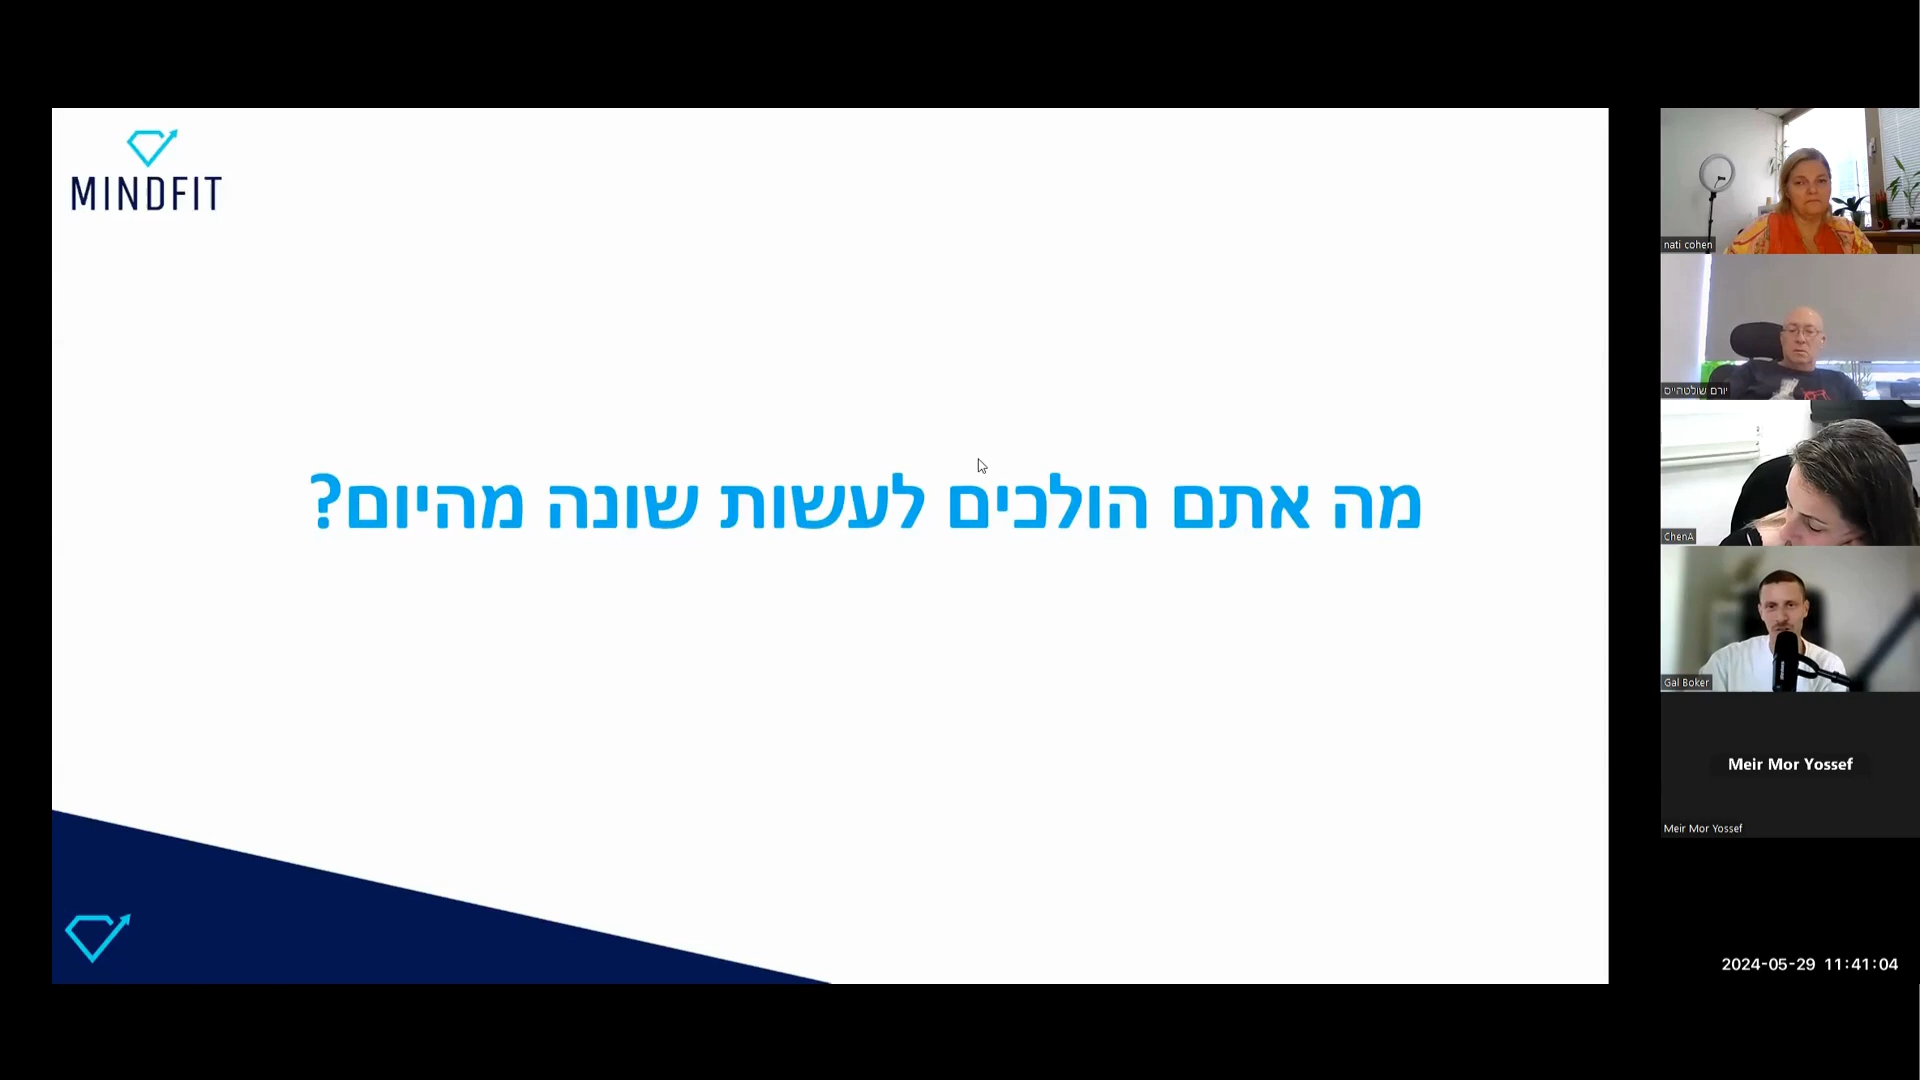 MINDFIT
מה אתם הולכים לעשות שונה מהיום?
nati cohen
יורם שולטהייס
ChenA
Gal Boker
Meir Mor Yossef
Meir Mor Yossef
2024-05-29 11:41:04